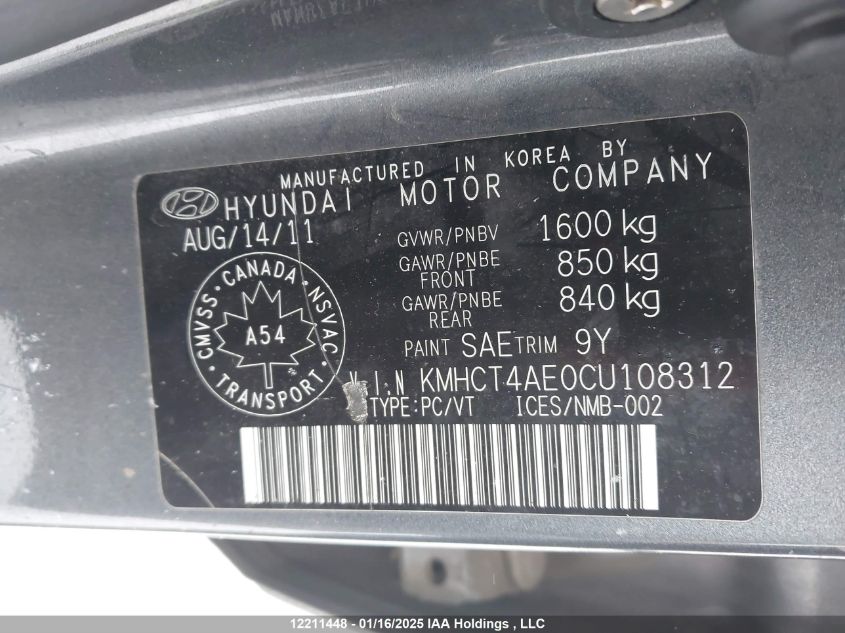 MANUFACTURED IN KOREA BY
HYUNDAI MOTOR COMPANY
AUG/14/11
GVWR/PNBV 1600 kg
GAWR/PNBE FRONT 850 kg
GAWR/PNBE REAR 840 kg
PAINT SAE TRIM 9Y
CMVSS · CANADA · NSVAC · TRANSPORT ·
A54
V.I.N KMHCT4AE0CU108312
TYPE:PC/VT ICES/NMB-002
12211448 - 01/16/2025 IAA Holdings , LLC